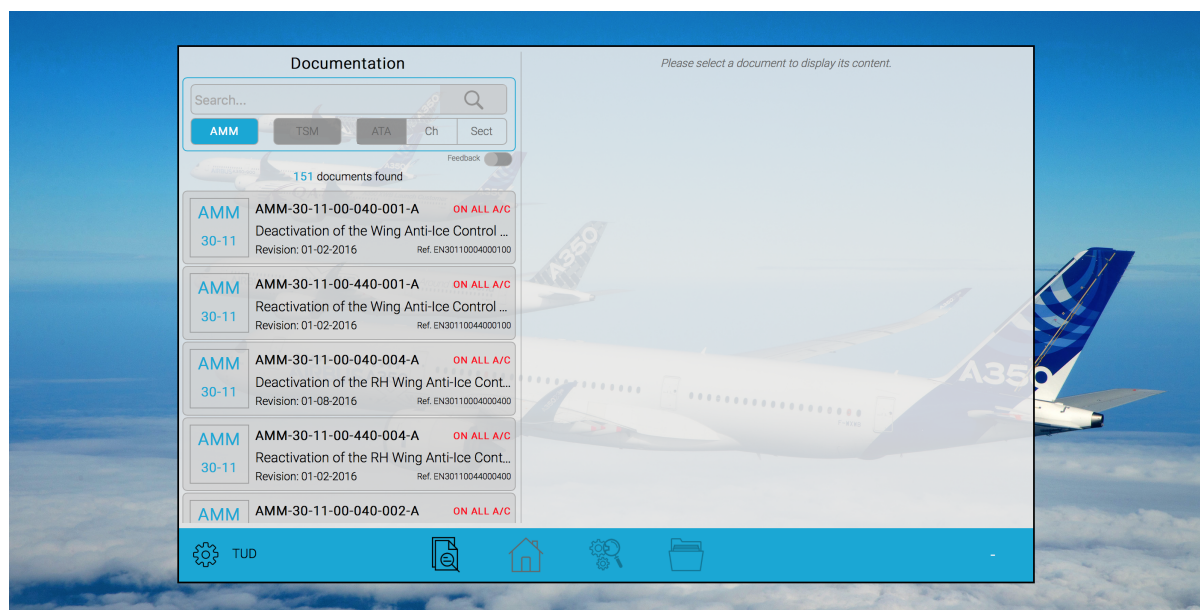 Documentation
Search...
AMM TSM ATA Ch Sect
Feedback
151 documents found
AMM
30-11
AMM-30-11-00-040-001-A ON ALL A/C
Deactivation of the Wing Anti-Ice Control ...
Revision: 01-02-2016 Ref. EN30110004000100
AMM
30-11
AMM-30-11-00-440-001-A ON ALL A/C
Reactivation of the Wing Anti-Ice Control ...
Revision: 01-02-2016 Ref. EN30110044000100
AMM
30-11
AMM-30-11-00-040-004-A ON ALL A/C
Deactivation of the RH Wing Anti-Ice Cont...
Revision: 01-08-2016 Ref. EN30110004000400
AMM
30-11
AMM-30-11-00-440-004-A ON ALL A/C
Reactivation of the RH Wing Anti-Ice Cont...
Revision: 01-02-2016 Ref. EN30110044000400
AMM
AMM-30-11-00-040-002-A ON ALL A/C
Please select a document to display its content.
A350
A350
A350
TUD
-